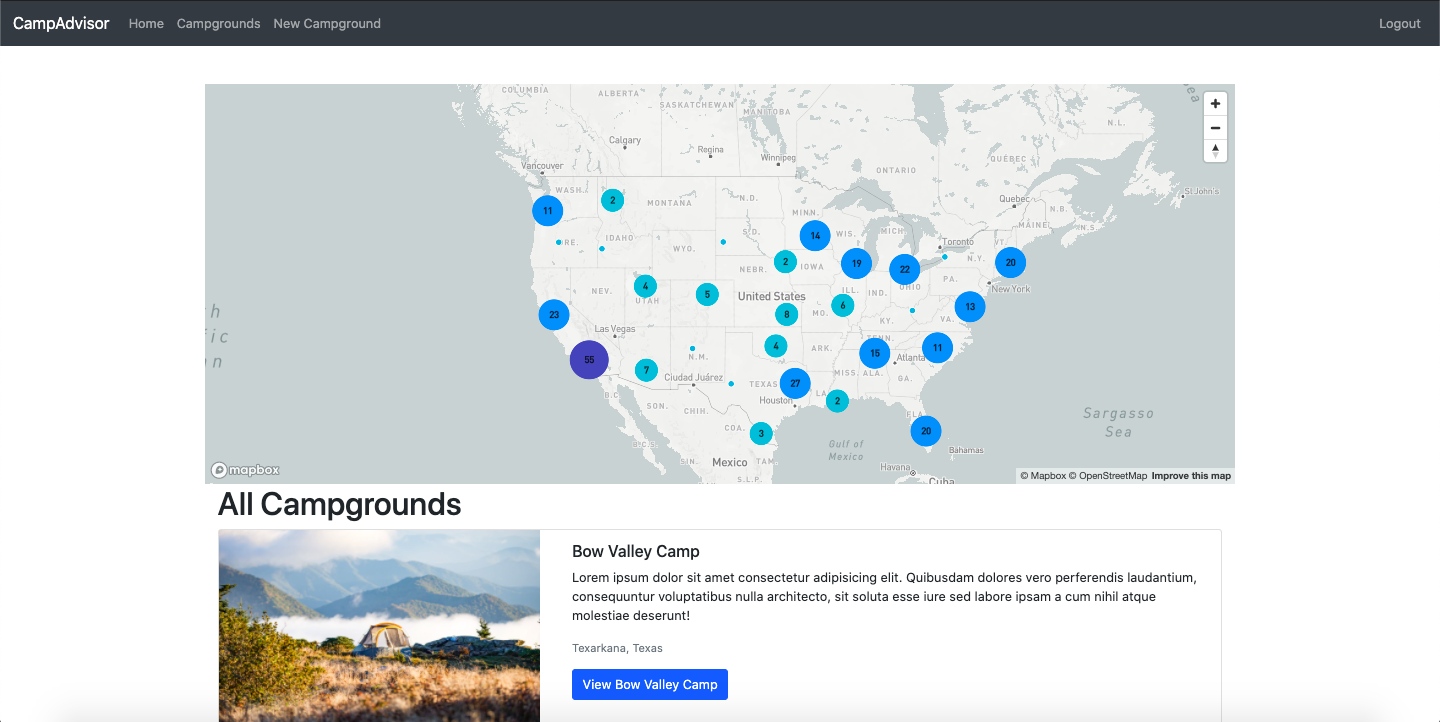 CampAdvisor Home Campgrounds New Campground Logout
COLUMBIA
ALBERTA
SASKATCHEWAN
MANITOBA
N.L.
Calgary
Regina
Winnipeg
Vancouver
ONTARIO
QUÉBEC
St John's
Quebec
N.B.
MAINE
N.S.
WASH.
MONTANA
N.D.
MINN.
11
2
14
WIS.
MICH.
Toronto
IDAHO
WYO.
S.D.
N.Y.
2
IOWA
19
22
20
NEBR.
PA.
OHIO
New York
NEV.
4
UTAH
5
United States
ILL.
IND.
6
8
MO.
KY.
VA.
13
23
Las Vegas
55
N.M.
4
ARK.
TENN.
15
Atlanta
11
7
MISS.
ALA.
GA.
Ciudad Juárez
TEXAS
27
LA.
2
Houston
B.C.
SON.
CHIH.
COA.
3
FLA.
20
Sargasso
Sea
B.C.S.
Gulf of
Mexico
Bahamas
SIN.
Mexico
TAM.
S.L.P.
Havana
Cuba
mapbox
© Mapbox © OpenStreetMap Improve this map
All Campgrounds
Bow Valley Camp
Lorem ipsum dolor sit amet consectetur adipisicing elit. Quibusdam dolores vero perferendis laudantium,
consequuntur voluptatibus nulla architecto, sit soluta esse iure sed labore ipsam a cum nihil atque
molestiae deserunt!
Texarkana, Texas
View Bow Valley Camp